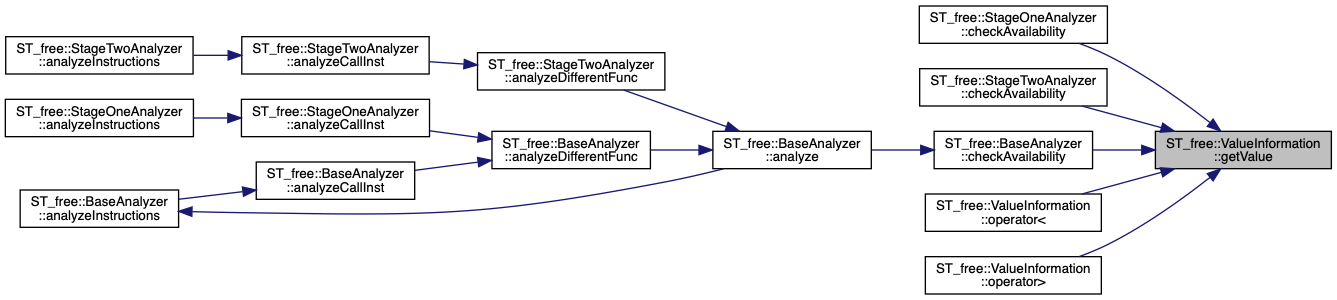 ST_free::StageTwoAnalyzer
::analyzeInstructions
ST_free::StageOneAnalyzer
::analyzeInstructions
ST_free::BaseAnalyzer
::analyzeInstructions
ST_free::StageTwoAnalyzer
::analyzeCallInst
ST_free::StageOneAnalyzer
::analyzeCallInst
ST_free::BaseAnalyzer
::analyzeCallInst
ST_free::StageTwoAnalyzer
::analyzeDifferentFunc
ST_free::BaseAnalyzer
::analyzeDifferentFunc
ST_free::BaseAnalyzer
::analyze
ST_free::StageOneAnalyzer
::checkAvailability
ST_free::StageTwoAnalyzer
::checkAvailability
ST_free::BaseAnalyzer
::checkAvailability
ST_free::ValueInformation
::operator<
ST_free::ValueInformation
::operator>
ST_free::ValueInformation
::getValue